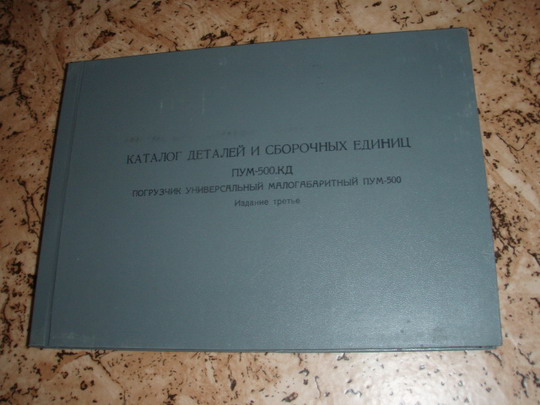 КАТАЛОГ ДЕТАЛЕЙ И СБОРОЧНЫХ ЕДИНИЦ
ПУМ-500.КД
ПОГРУЗЧИК УНИВЕРСАЛЬНЫЙ МАЛОГАБАРИТНЫЙ ПУМ-500
Издание третье